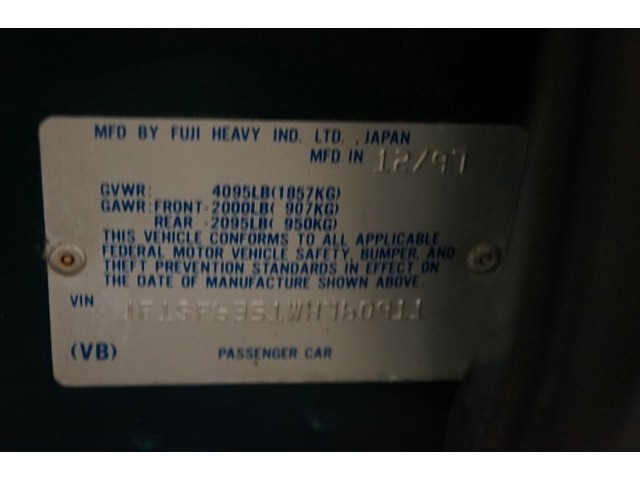 MFD BY FUJI HEAVY IND. LTD., JAPAN
MFD IN 12/97
GVWR: 4095LB(1857KG)
GAWR:FRONT-2000LB( 907KG)
REAR -2095LB( 950KG)
THIS VEHICLE CONFORMS TO ALL APPLICABLE
FEDERAL MOTOR VEHICLE SAFETY, BUMPER, AND
THEFT PREVENTION STANDARDS IN EFFECT ON
THE DATE OF MANUFACTURE SHOWN ABOVE.
VIN
(VB) PASSENGER CAR